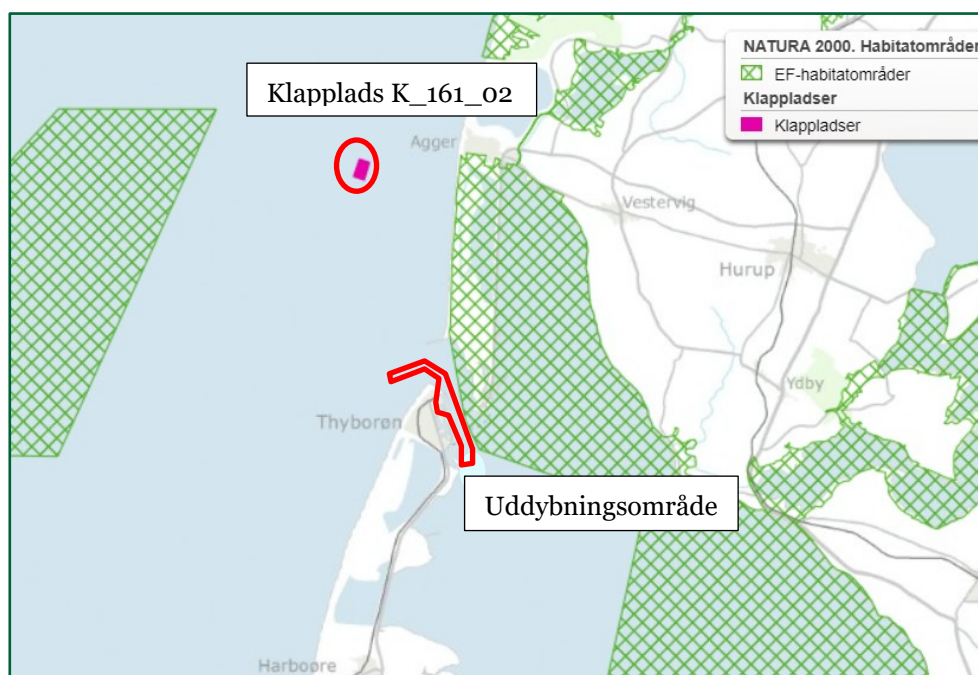 NATURA 2000. Habitatområder
EF-habitatområder
Klappladser
Klappladser
Klapplads K_161_02
Agger
Vestervig
Hurup
Ydby
Thyborøn
Uddybningsområde
Harboøre